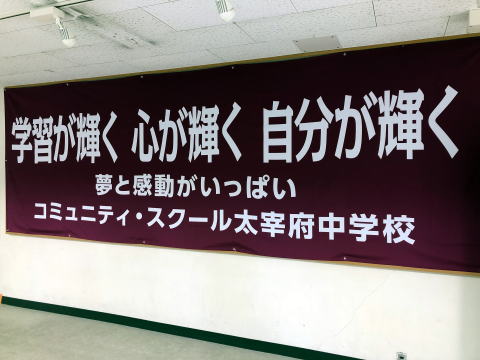 学習が輝く 心が輝く 自分が輝く
夢と感動がいっぱい
コミュニティ・スクール太宰府中学校